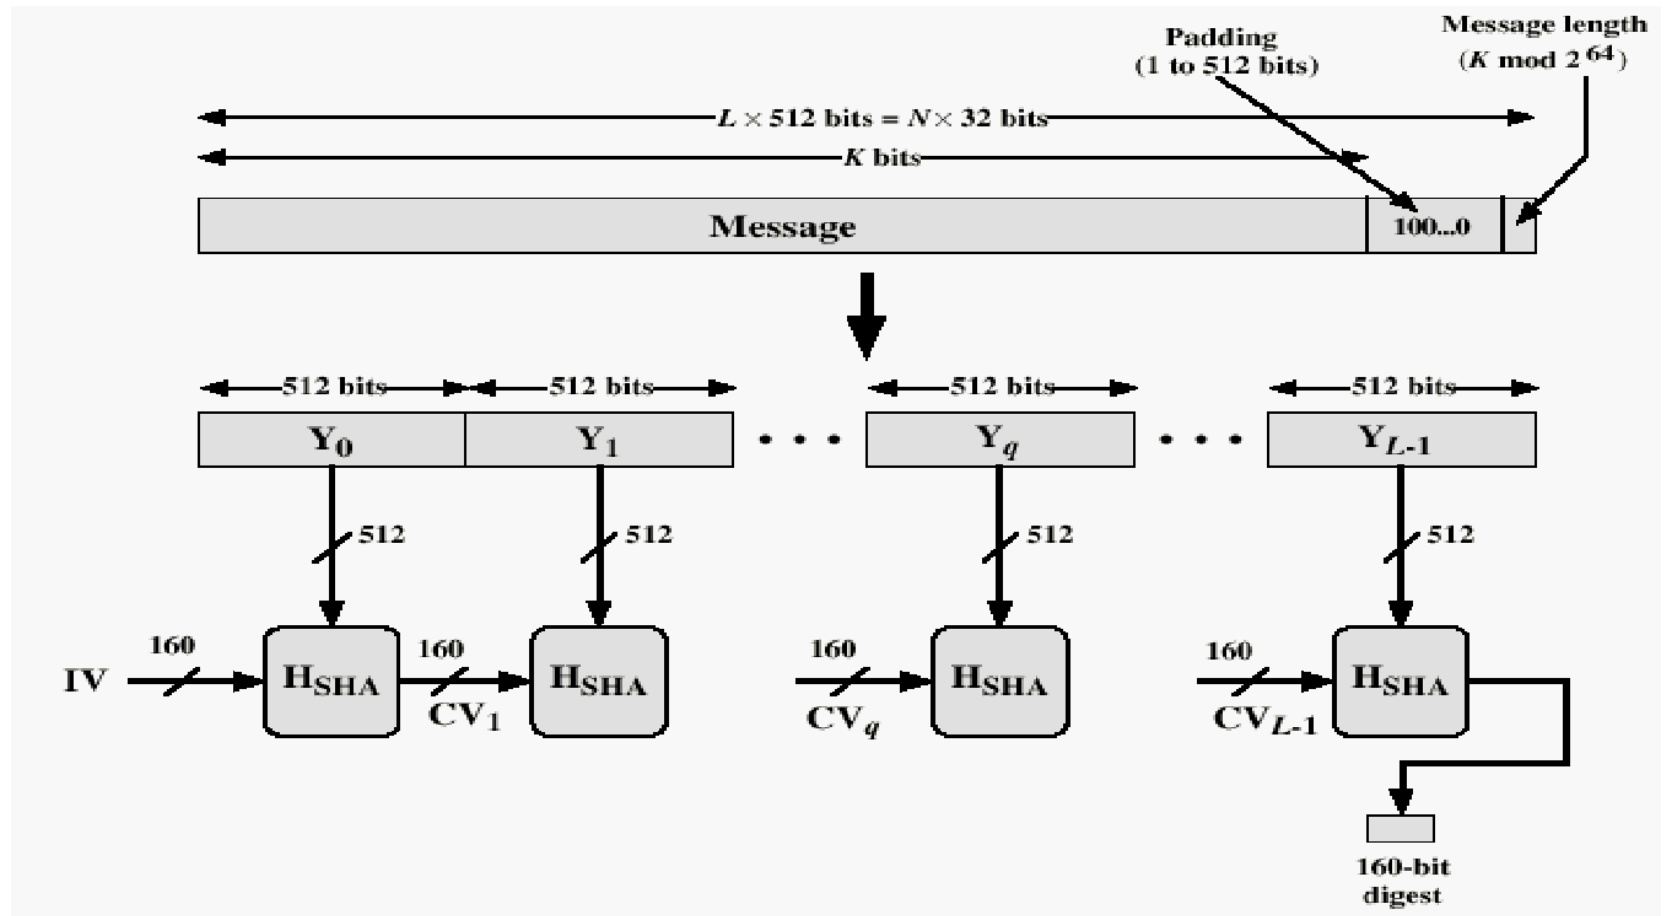 Padding
(1 to 512 bits)
Message length
(K mod 2^64)
L × 512 bits = N × 32 bits
K bits
Message
100...0
512 bits
512 bits
512 bits
512 bits
Y0
Y1
• • •
Yq
• • •
YL-1
512
512
512
512
160
160
160
160
IV
HSHA
HSHA
HSHA
HSHA
CV1
CVq
CVL-1
160-bit
digest